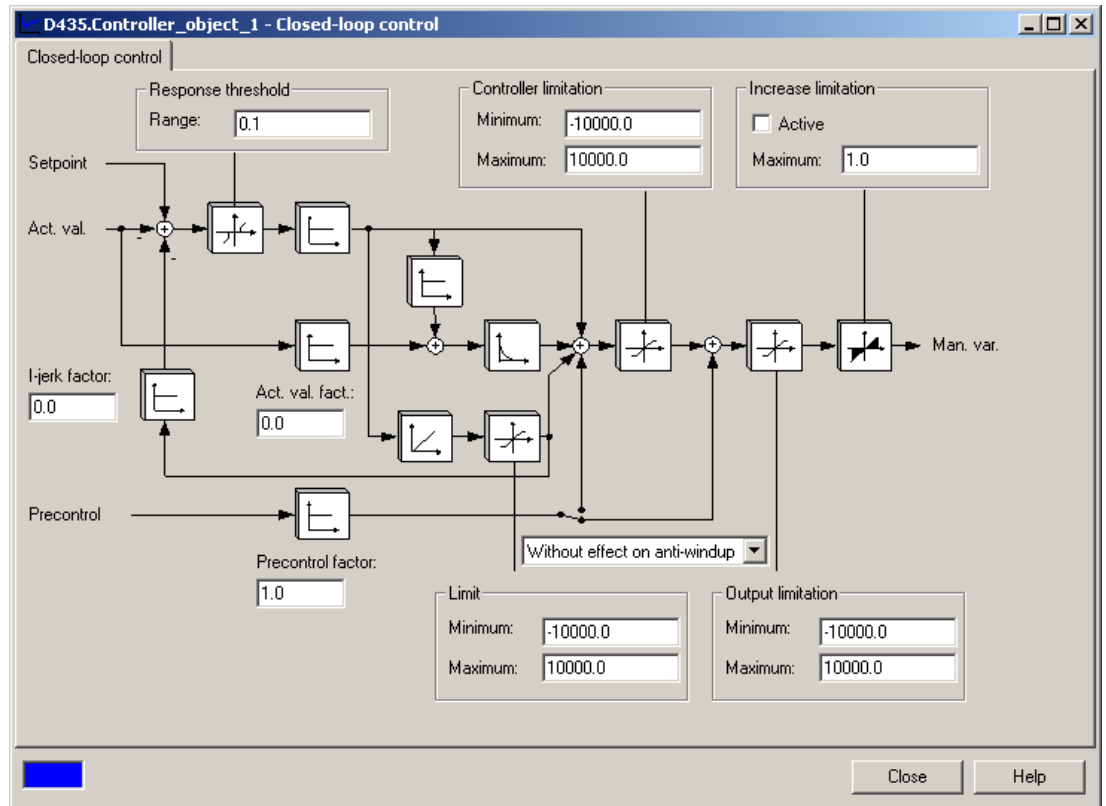 D435.Controller_object_1 - Closed-loop control
Closed-loop control
Response threshold
Range: 0.1
Controller limitation
Minimum: -10000.0
Maximum: 10000.0
Increase limitation
Active
Maximum: 1.0
Setpoint
Act. val.
-
-
Man. var.
I-jerk factor:
0.0
Act. val. fact.:
0.0
Precontrol
Precontrol factor:
1.0
Without effect on anti-windup
Limit
Minimum: -10000.0
Maximum: 10000.0
Output limitation
Minimum: -10000.0
Maximum: 10000.0
Close
Help